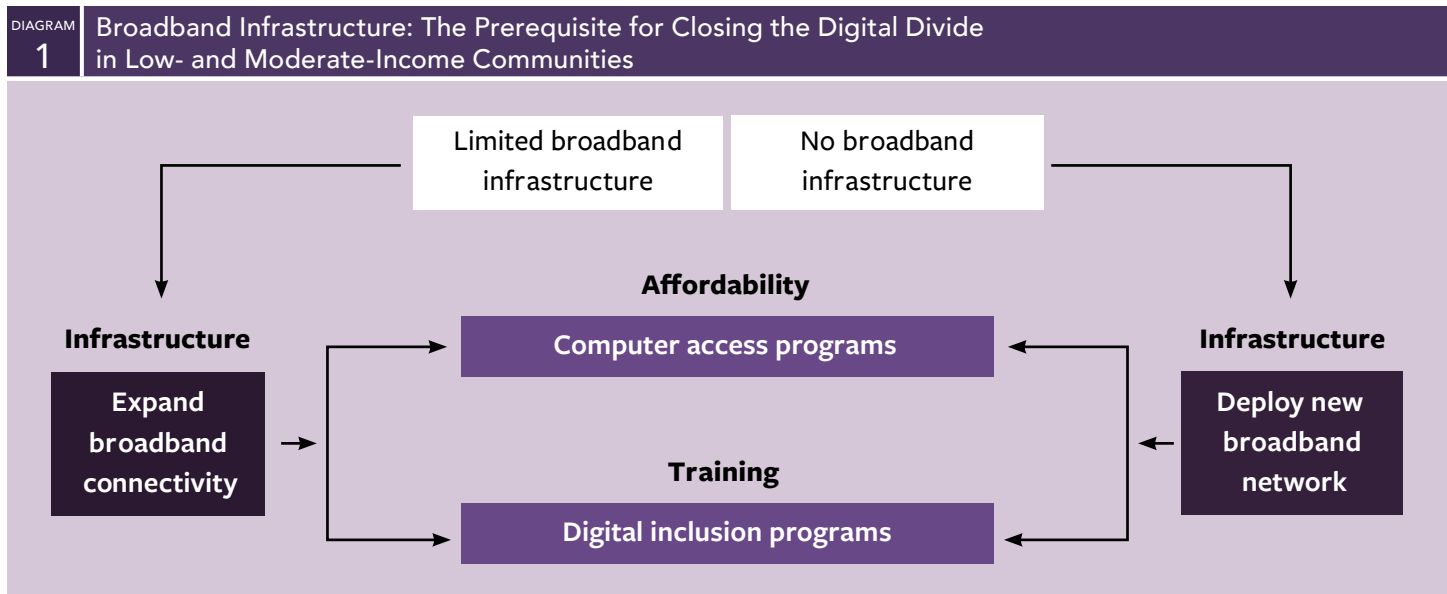 DIAGRAM
1
Broadband Infrastructure: The Prerequisite for Closing the Digital Divide
in Low- and Moderate-Income Communities
Limited broadband
infrastructure
No broadband
infrastructure
Affordability
Computer access programs
Infrastructure
Expand
broadband
connectivity
Infrastructure
Deploy new
broadband
network
Training
Digital inclusion programs